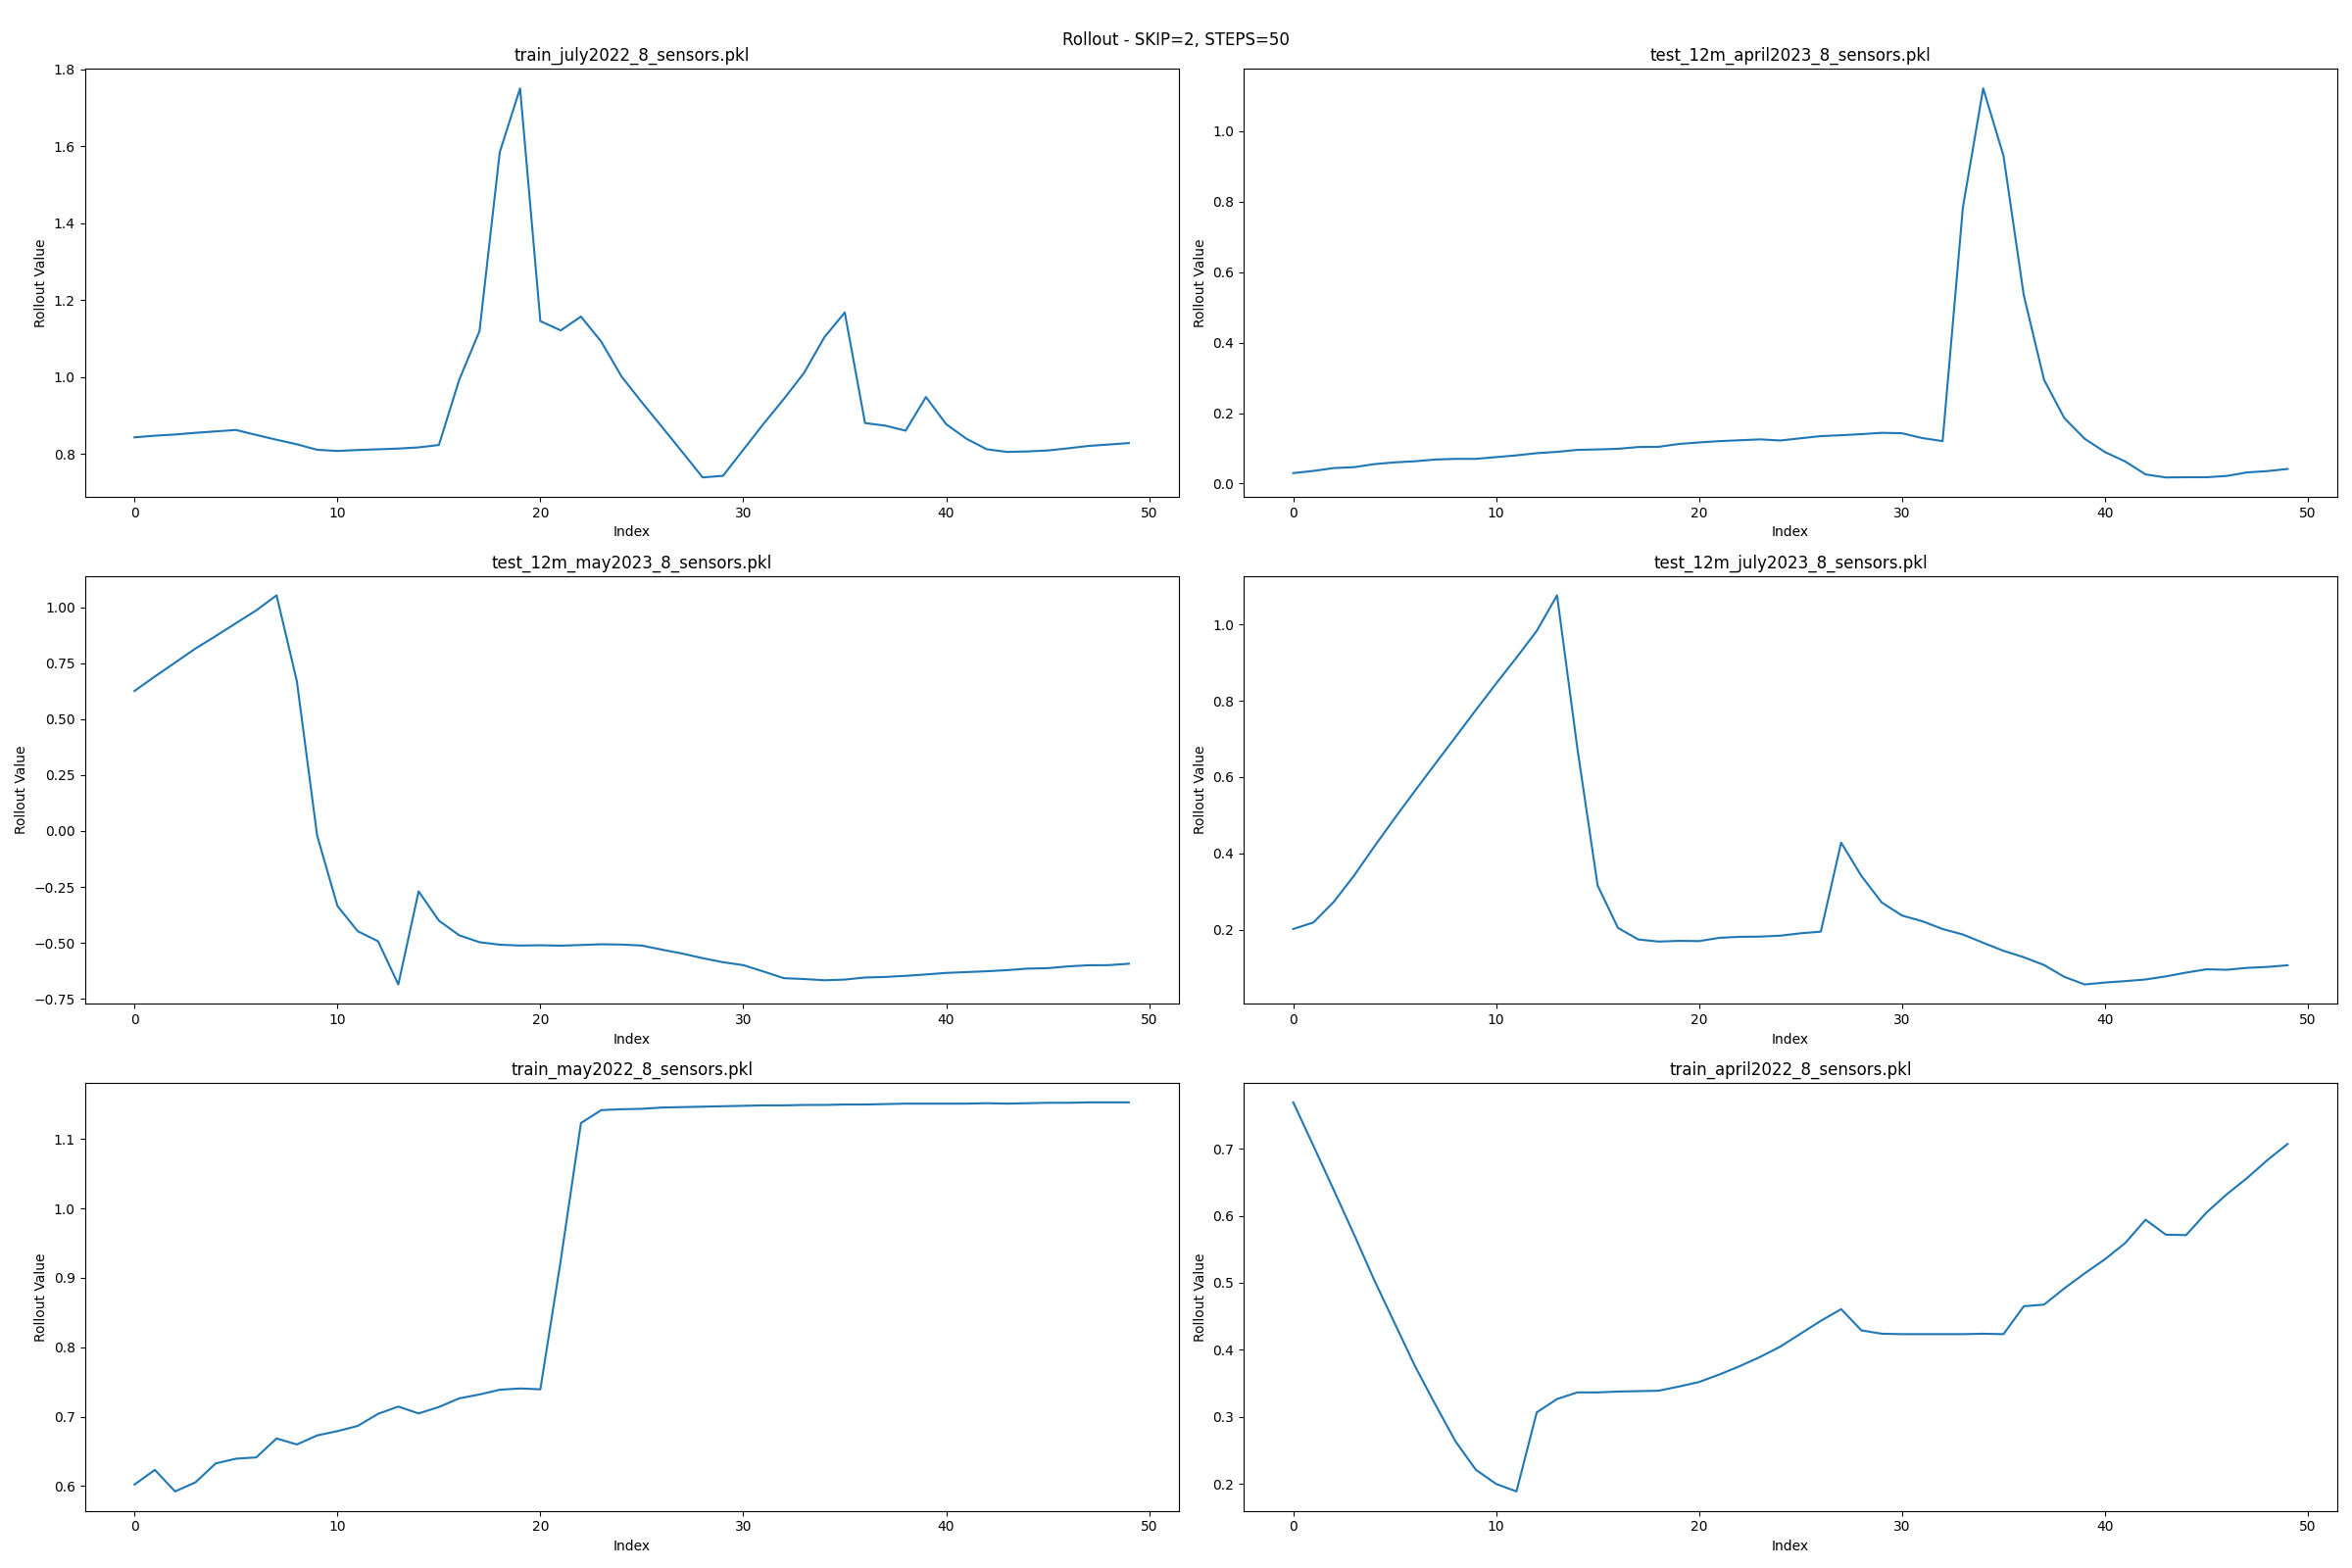 Rollout - SKIP=2, STEPS=50
train_july2022_8_sensors.pkl
1.8
1.6
1.4
1.2
1.0
0.8
Rollout Value
0 10 20 30 40 50
Index
test_12m_april2023_8_sensors.pkl
1.0
0.8
0.6
0.4
0.2
0.0
Rollout Value
0 10 20 30 40 50
Index
test_12m_may2023_8_sensors.pkl
1.00
0.75
0.50
0.25
0.00
−0.25
−0.50
−0.75
Rollout Value
0 10 20 30 40 50
Index
test_12m_july2023_8_sensors.pkl
1.0
0.8
0.6
0.4
0.2
Rollout Value
0 10 20 30 40 50
Index
train_may2022_8_sensors.pkl
1.1
1.0
0.9
0.8
0.7
0.6
Rollout Value
0 10 20 30 40 50
Index
train_april2022_8_sensors.pkl
0.7
0.6
0.5
0.4
0.3
0.2
Rollout Value
0 10 20 30 40 50
Index